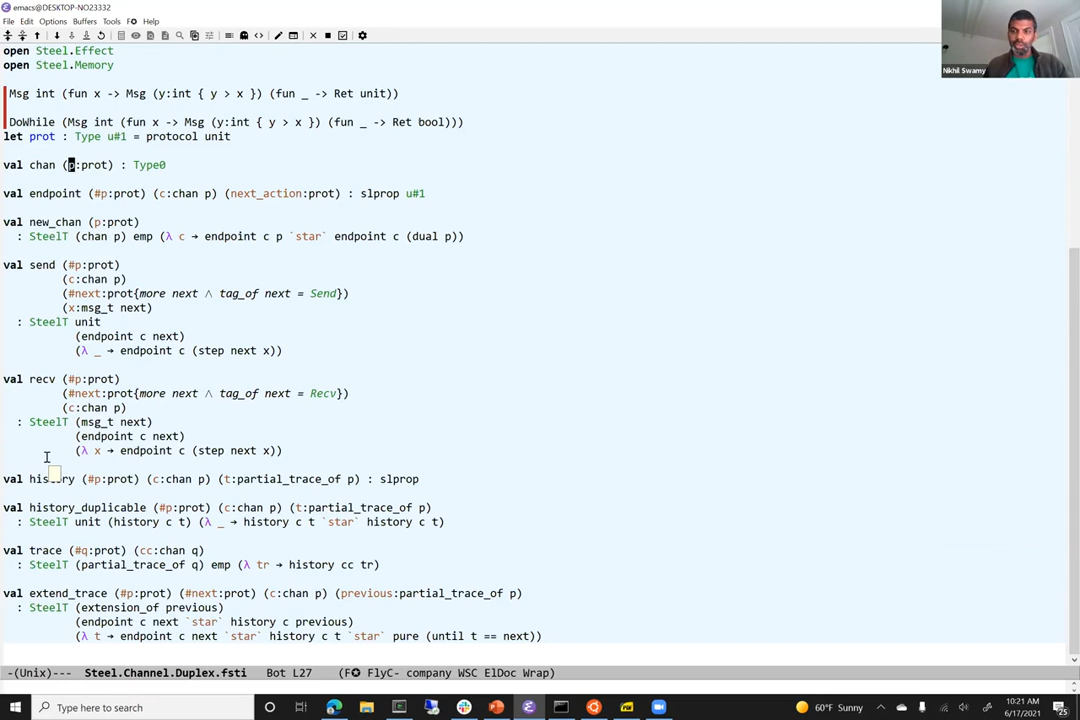 emacs@DESKTOP-NO23332
File Edit Options Buffers Tools F✪ Help
open Steel.Effect
open Steel.Memory
Msg int (fun x -> Msg (y:int { y > x }) (fun _ -> Ret unit))
DoWhile (Msg int (fun x -> Msg (y:int { y > x }) (fun _ -> Ret bool)))
let prot : Type u#1 = protocol unit
val chan (p:prot) : Type0
val endpoint (#p:prot) (c:chan p) (next_action:prot) : slprop u#1
val new_chan (p:prot)
: SteelT (chan p) emp (λ c → endpoint c p `star` endpoint c (dual p))
val send (#p:prot)
(c:chan p)
(#next:prot{more next ∧ tag_of next = Send})
(x:msg_t next)
: SteelT unit
(endpoint c next)
(λ _ → endpoint c (step next x))
val recv (#p:prot)
(#next:prot{more next ∧ tag_of next = Recv})
(c:chan p)
: SteelT (msg_t next)
(endpoint c next)
(λ x → endpoint c (step next x))
val history (#p:prot) (c:chan p) (t:partial_trace_of p) : slprop
val history_duplicable (#p:prot) (c:chan p) (t:partial_trace_of p)
: SteelT unit (history c t) (λ _ → history c t `star` history c t)
val trace (#q:prot) (cc:chan q)
: SteelT (partial_trace_of q) emp (λ tr → history cc tr)
val extend_trace (#p:prot) (#next:prot) (c:chan p) (previous:partial_trace_of p)
: SteelT (extension_of previous)
(endpoint c next `star` history c previous)
(λ t → endpoint c next `star` history c t `star` pure (until t == next))
-(Unix)--- Steel.Channel.Duplex.fsti Bot L27 (F✪ FlyC- company WSC ElDoc Wrap)
Type here to search
60°F Sunny
10:21 AM
6/17/2021
25
Nikhil Swamy